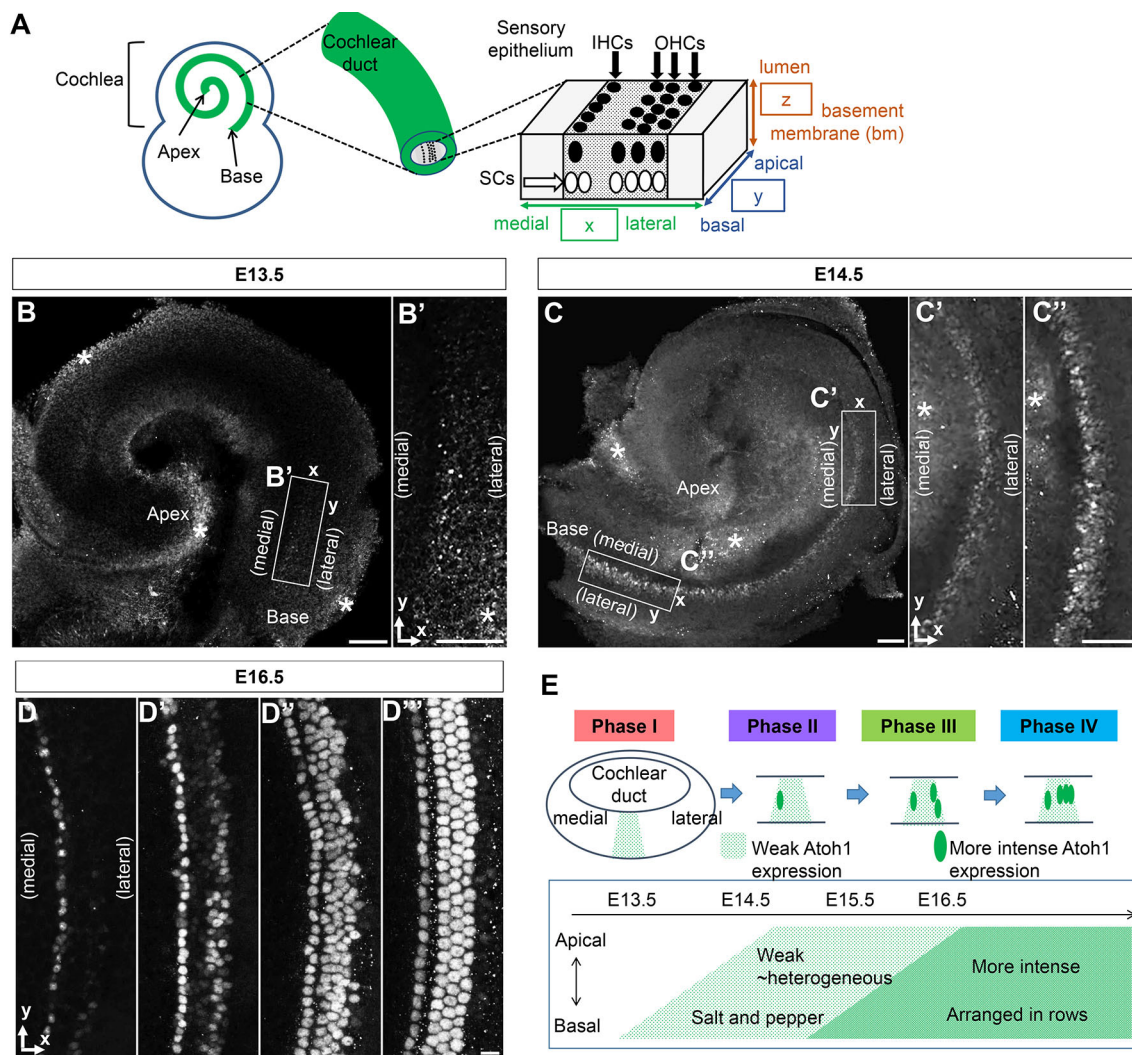 A
Cochlea
Apex
Base
Cochlear
duct
Sensory
epithelium
IHCs
OHCs
SCs
lumen
z
basement
membrane (bm)
apical
y
basal
medial
x
lateral
E13.5
B
B'
Apex
B'
x
y
(medial)
(lateral)
Base
*
*
*
(medial)
(lateral)
*
y
x
E14.5
C
C'
x
y
(medial)
(lateral)
Apex
*
Base
(medial)
C''
*
(lateral)
y
x
C'
*
(medial)
(lateral)
y
x
C''
*
E16.5
D
(medial)
(lateral)
y
x
D'
D''
D'''
E
Phase I
Phase II
Phase III
Phase IV
Cochlear
duct
medial
lateral
Weak Atoh1
expression
More intense Atoh1
expression
E13.5
E14.5
E15.5
E16.5
Apical
Basal
Weak
~heterogeneous
Salt and pepper
More intense
Arranged in rows